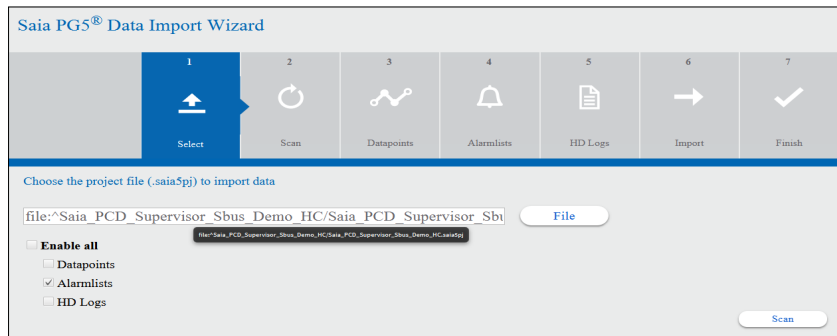 Saia PG5® Data Import Wizard
1 2 3 4 5 6 7
Select Scan Datapoints Alarmlists HD Logs Import Finish
Choose the project file (.saia5pj) to import data
file:^Saia_PCD_Supervisor_Sbus_Demo_HC/Saia_PCD_Supervisor_Sbu File
file:^Saia_PCD_Supervisor_Sbus_Demo_HC/Saia_PCD_Supervisor_Sbus_Demo_HC.saia5pj
Enable all
Datapoints
Alarmlists
HD Logs
Scan